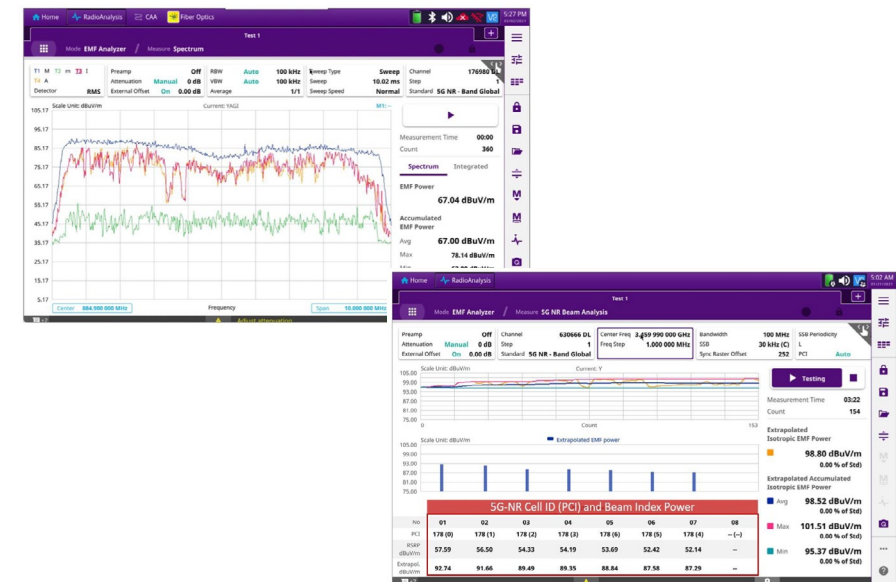 Home RadioAnalysis CAA Fiber Optics VR 5:27 PM
Test 1
Mode EMF Analyzer / Measure Spectrum
T1 M T2 m T3 I Preamp Off RBW Auto 100 kHz Sweep Type Sweep Channel 176980 DL
T4 A Attenuation Manual 0 dB VBW Auto 100 kHz Sweep 10.02 ms Step 1
Detector RMS External Offset On 0.00 dB Average 1/1 Sweep Speed Normal Standard 5G NR - Band Global
Scale Unit: dBuV/m Current: YAGI M1: --
105.17
95.17
85.17
75.17
65.17
55.17
45.17
35.17
25.17
15.17
5.17
Center 884.900 000 MHz Frequency Span 10.000 000 MHz
Adjust attenuation
Measurement Time 00:00
Count 360
Spectrum Integrated
EMF Power
67.04 dBuV/m
Accumulated
EMF Power
Avg 67.00 dBuV/m
Max 78.14 dBuV/m
Home RadioAnalysis 5:02 AM
Test 1
Mode EMF Analyzer / Measure 5G NR Beam Analysis
Preamp Off Channel 630666 DL Center Freq 3.459 990 000 GHz Bandwidth 100 MHz SSB Periodicity
Attenuation Manual 0 dB Step 1 Freq Step 1.000 000 MHz SSB 30 kHz (C) L
External Offset On 0.00 dB Standard 5G NR - Band Global Sync Raster Offset 252 PCI Auto
Scale Unit: dBuV/m Current: Y
105.00
99.00
93.00
87.00
81.00
75.00
0 Count 153
Scale Unit: dBuV/m Extrapolated EMF power
105.00
99.00
93.00
87.00
81.00
75.00
5G-NR Cell ID (PCI) and Beam Index Power
No 01 02 03 04 05 06 07 08
PCI 178 (0) 178 (1) 178 (2) 178 (3) 178 (6) 178 (5) 178 (4) -- (--)
RSRP
dBuV/m 57.59 56.50 54.33 54.19 53.69 52.42 52.14 --
Extrapol.
dBuV/m 92.74 91.66 89.49 89.35 88.84 87.58 87.29 --
Testing
Measurement Time 03:22
Count 154
Extrapolated
Isotropic EMF Power
98.80 dBuV/m
0.00 % of Std)
Extrapolated Accumulated
Isotropic EMF Power
Avg 98.52 dBuV/m
0.00 % of Std)
Max 101.51 dBuV/m
0.00 % of Std)
Min 95.37 dBuV/m
0.00 % of Std)